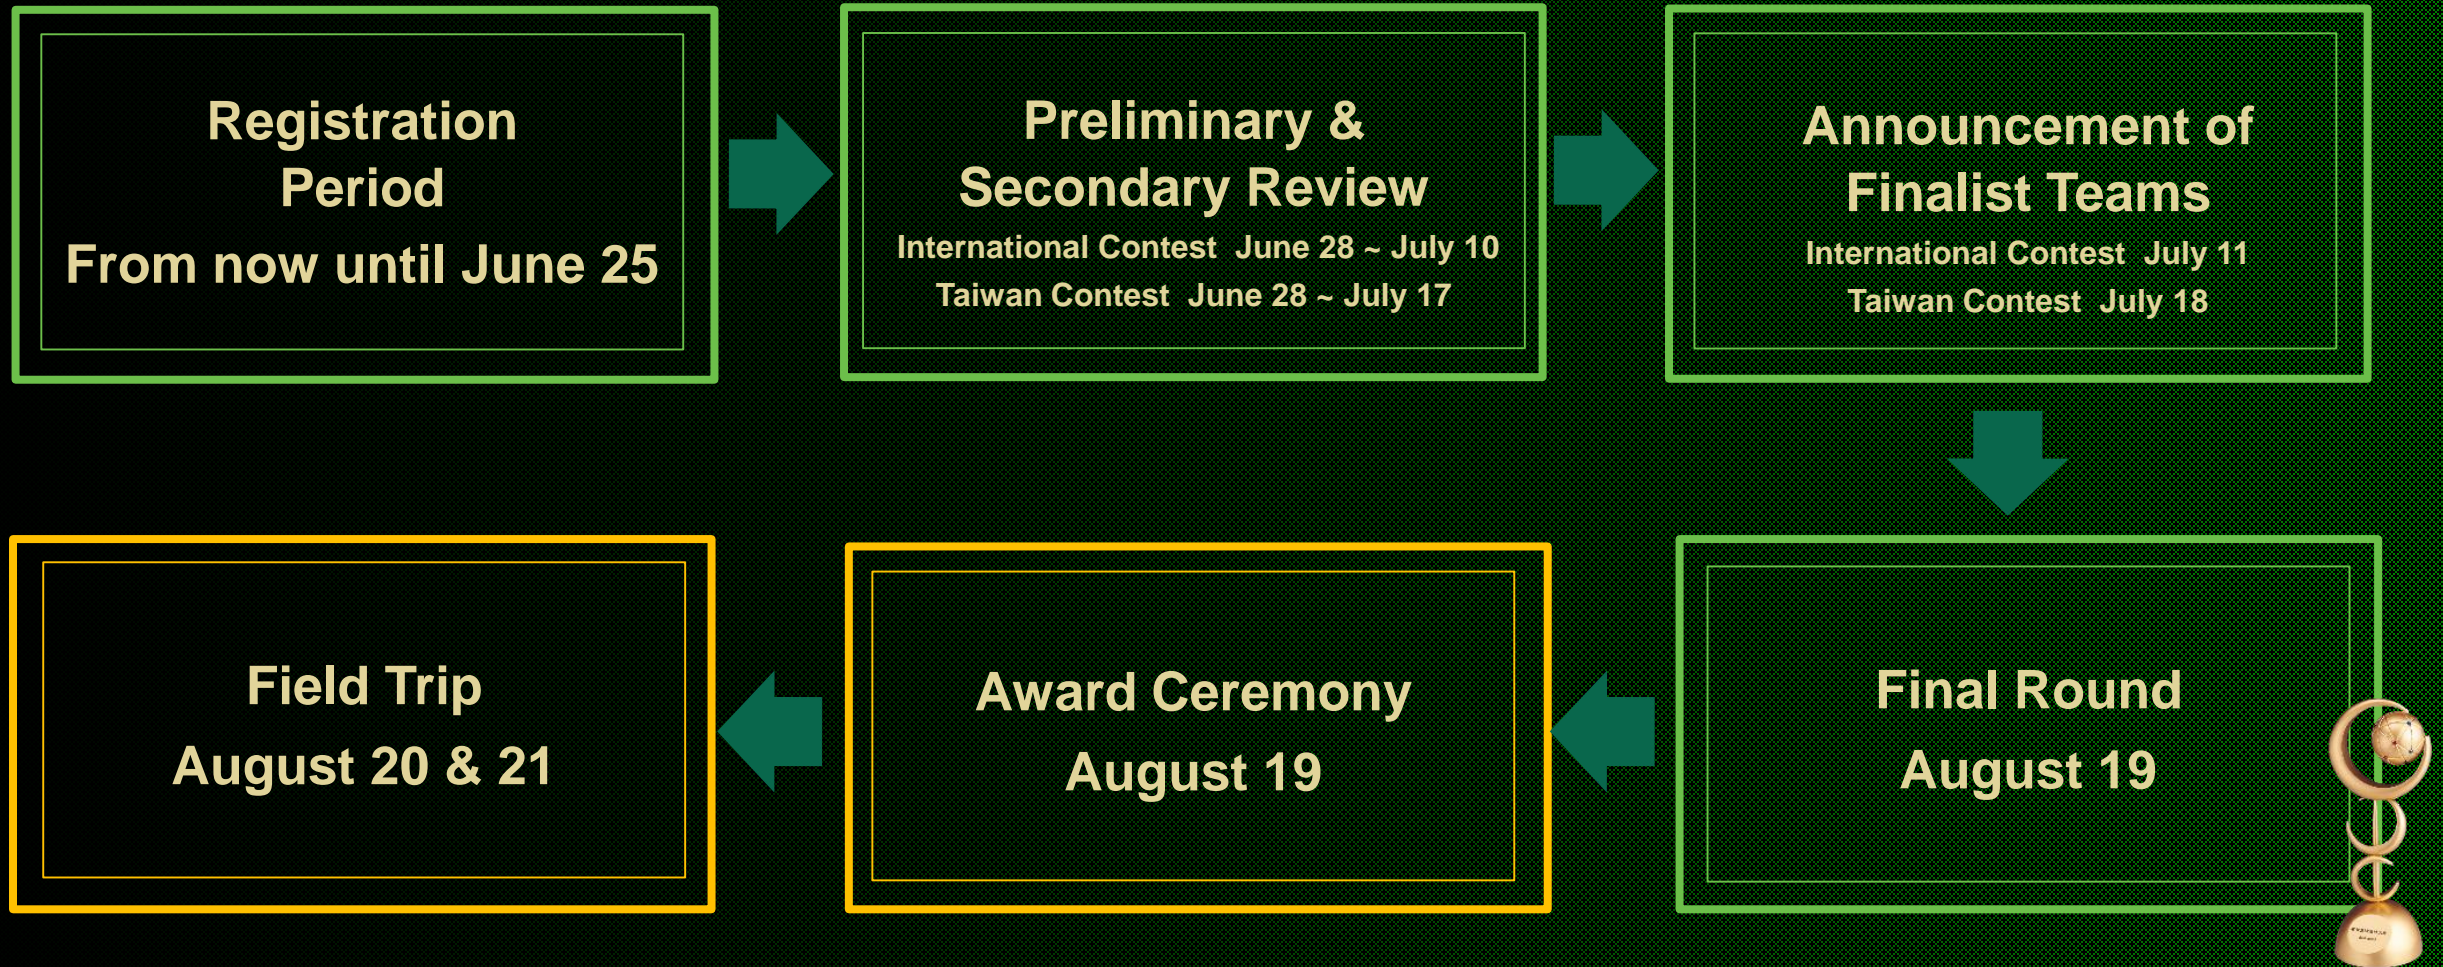 Registration
Period
From now until June 25
Preliminary &
Secondary Review
International Contest June 28 ~ July 10
Taiwan Contest June 28 ~ July 17
Announcement of
Finalist Teams
International Contest July 11
Taiwan Contest July 18
Final Round
August 19
Award Ceremony
August 19
Field Trip
August 20 & 21